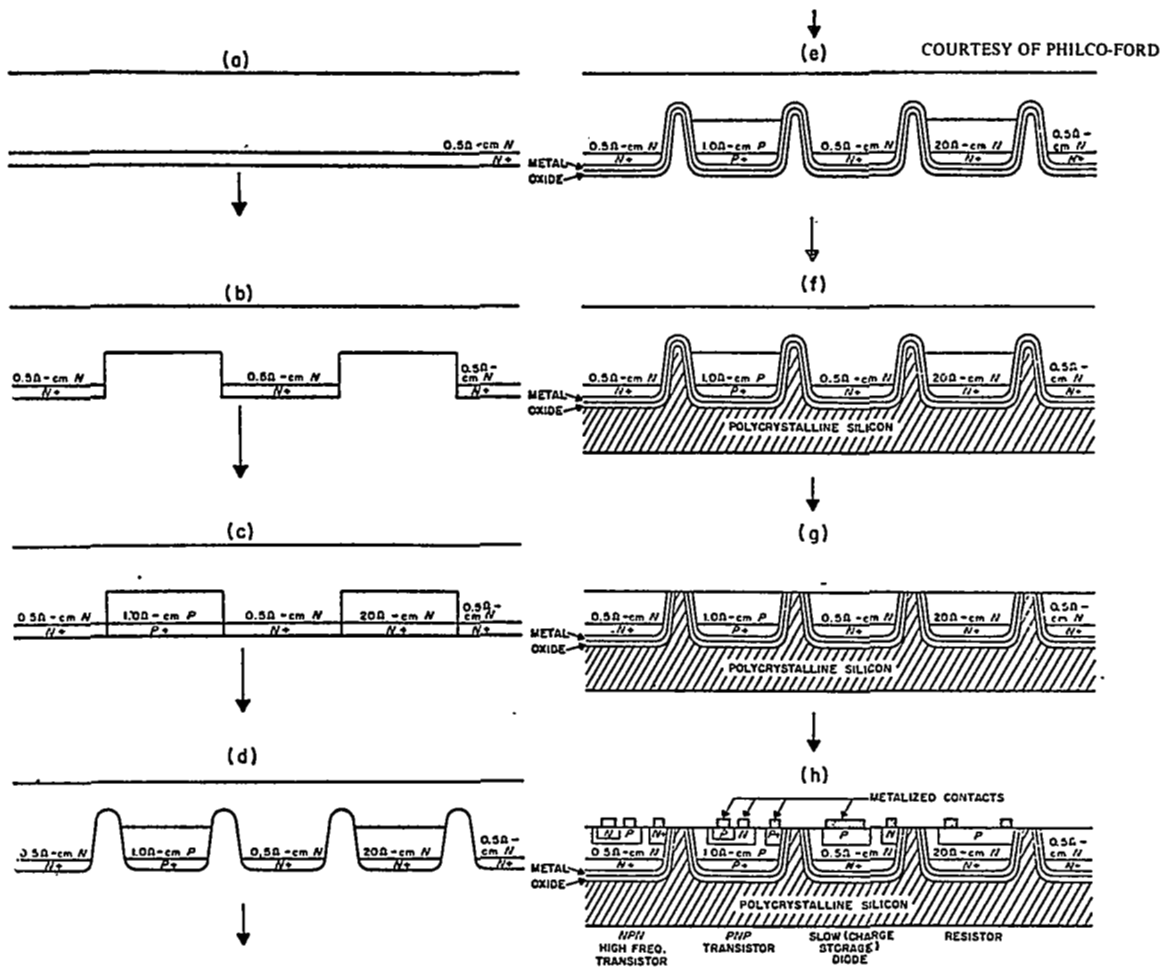 (a)
0.5Ω-cm N
N+
(b)
0.5Ω-cm N
N+
0.5Ω-cm N
N+
0.5Ω-
cm N
N+
(c)
0.5Ω-cm N
N+
1.0Ω-cm P
P+
0.5Ω-cm N
N+
20Ω-cm N
N+
0.5Ω-
cm N
N+
(d)
0.5Ω-cm N
N+
1.0Ω-cm P
P+
0.5Ω-cm N
N+
20Ω-cm N
N+
0.5Ω-
cm N
N+
(e)
COURTESY OF PHILCO-FORD
0.5Ω-cm N
N+
1.0Ω-cm P
P+
0.5Ω-cm N
N+
20Ω-cm N
N+
0.5Ω-
cm N
N+
METAL
OXIDE
(f)
0.5Ω-cm N
N+
1.0Ω-cm P
P+
0.5Ω-cm N
N+
20Ω-cm N
N+
0.5Ω-
cm N
N+
METAL
OXIDE
POLYCRYSTALLINE SILICON
(g)
0.5Ω-cm N
N+
1.0Ω-cm P
P+
0.5Ω-cm N
N+
20Ω-cm N
N+
0.5Ω-
cm N
N+
METAL
OXIDE
POLYCRYSTALLINE SILICON
(h)
METALIZED CONTACTS
N P N+
P N P+
P N
P
0.5Ω-cm N
N+
1.0Ω-cm P
P+
0.5Ω-cm N
N+
20Ω-cm N
N+
0.5Ω-
cm N
N+
METAL
OXIDE
POLYCRYSTALLINE SILICON
NPN
HIGH FREQ.
TRANSISTOR
PNP
TRANSISTOR
SLOW (CHARGE
STORAGE)
DIODE
RESISTOR